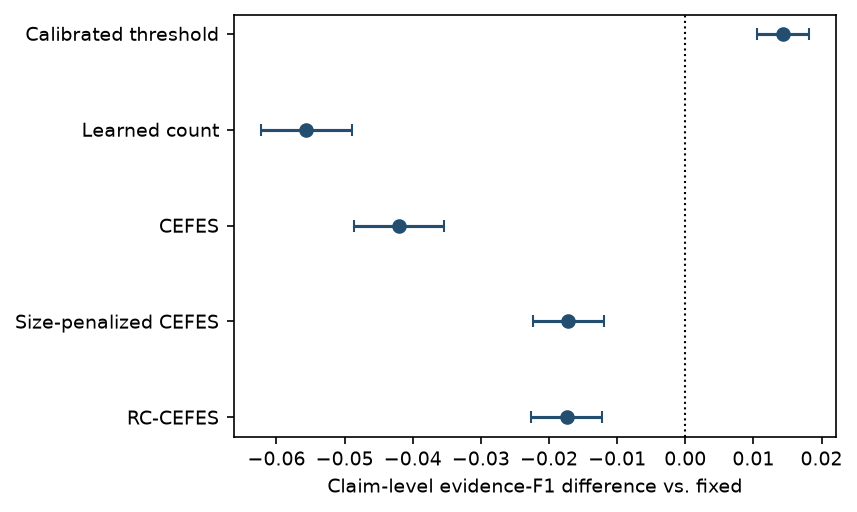 Calibrated threshold
Learned count
CEFES
Size-penalized CEFES
RC-CEFES
−0.06 −0.05 −0.04 −0.03 −0.02 −0.01 0.00 0.01 0.02
Claim-level evidence-F1 difference vs. fixed